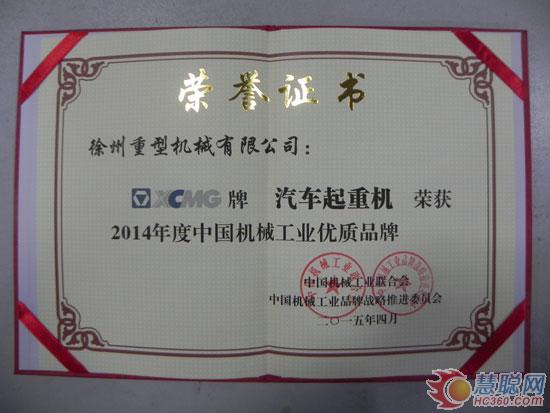 荣誉证书
徐州重型机械有限公司：
XCMG牌 汽车起重机 荣获
2014年度中国机械工业优质品牌
中国机械工业联合会
中国机械工业品牌战略推进委员会
二〇一五年四月
慧聪网
HC360.com